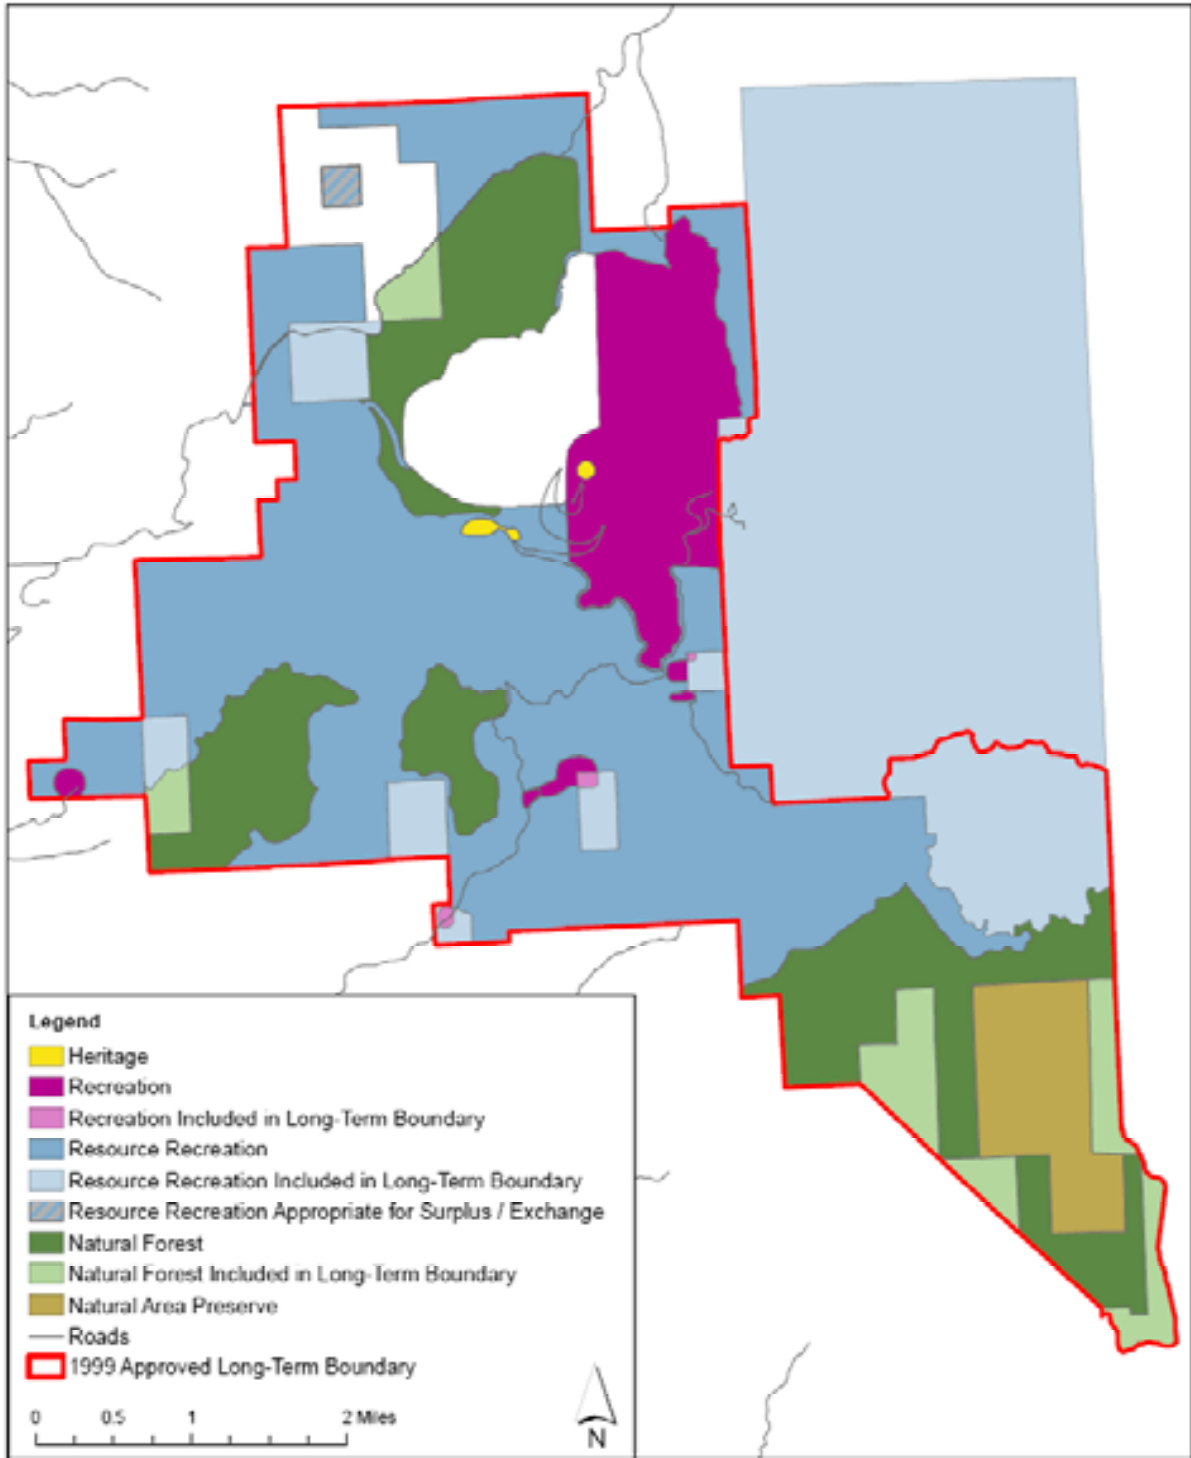 Legend
Heritage
Recreation
Recreation Included in Long-Term Boundary
Resource Recreation
Resource Recreation Included in Long-Term Boundary
Resource Recreation Appropriate for Surplus / Exchange
Natural Forest
Natural Forest Included in Long-Term Boundary
Natural Area Preserve
Roads
1999 Approved Long-Term Boundary
0 0.5 1 2 Miles
N